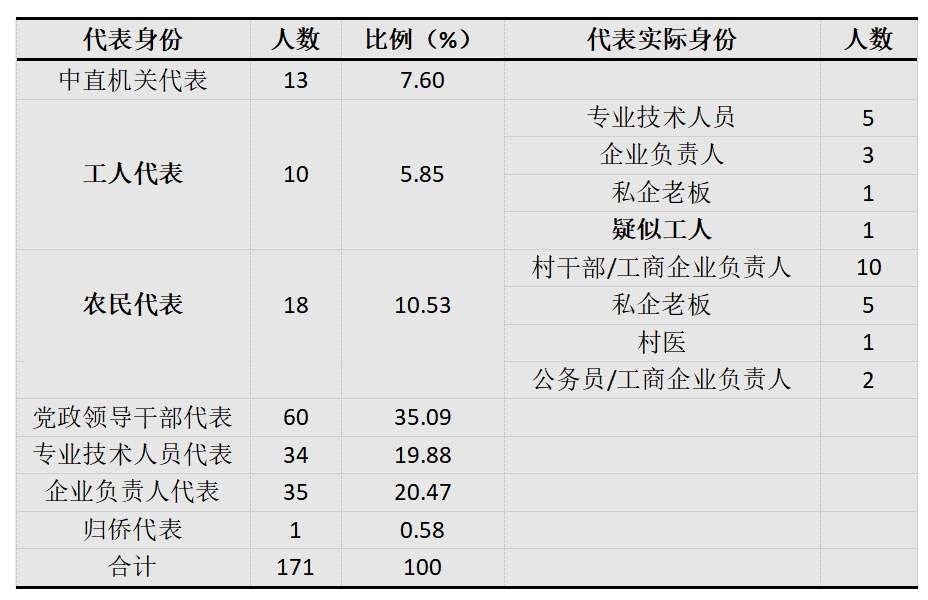 代表身份 人数 比例（%） 代表实际身份 人数
中直机关代表 13 7.60
工人代表 10 5.85
专业技术人员 5
企业负责人 3
私企老板 1
疑似工人 1
农民代表 18 10.53
村干部/工商企业负责人 10
私企老板 5
村医 1
公务员/工商企业负责人 2
党政领导干部代表 60 35.09
专业技术人员代表 34 19.88
企业负责人代表 35 20.47
归侨代表 1 0.58
合计 171 100